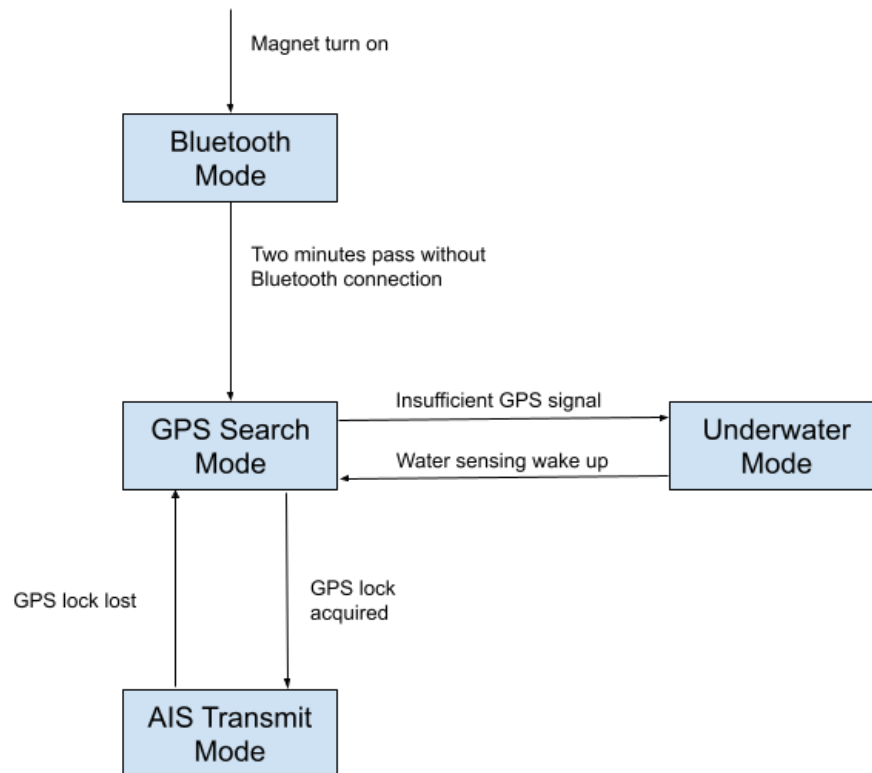 Magnet turn on
Bluetooth
Mode
Two minutes pass without
Bluetooth connection
Insufficient GPS signal
GPS Search
Mode
Underwater
Mode
Water sensing wake up
GPS lock lost
GPS lock
acquired
AIS Transmit
Mode